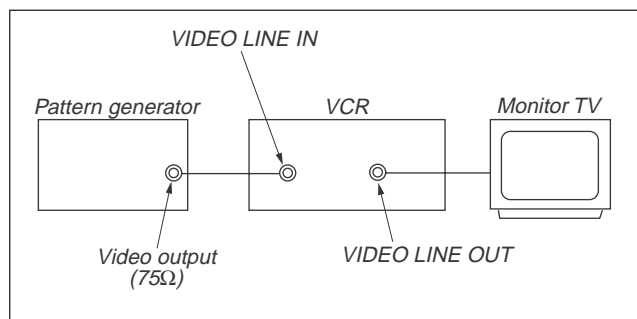 VIDEO LINE IN
Pattern generator
VCR
Monitor TV
Video output
(75Ω)
VIDEO LINE OUT